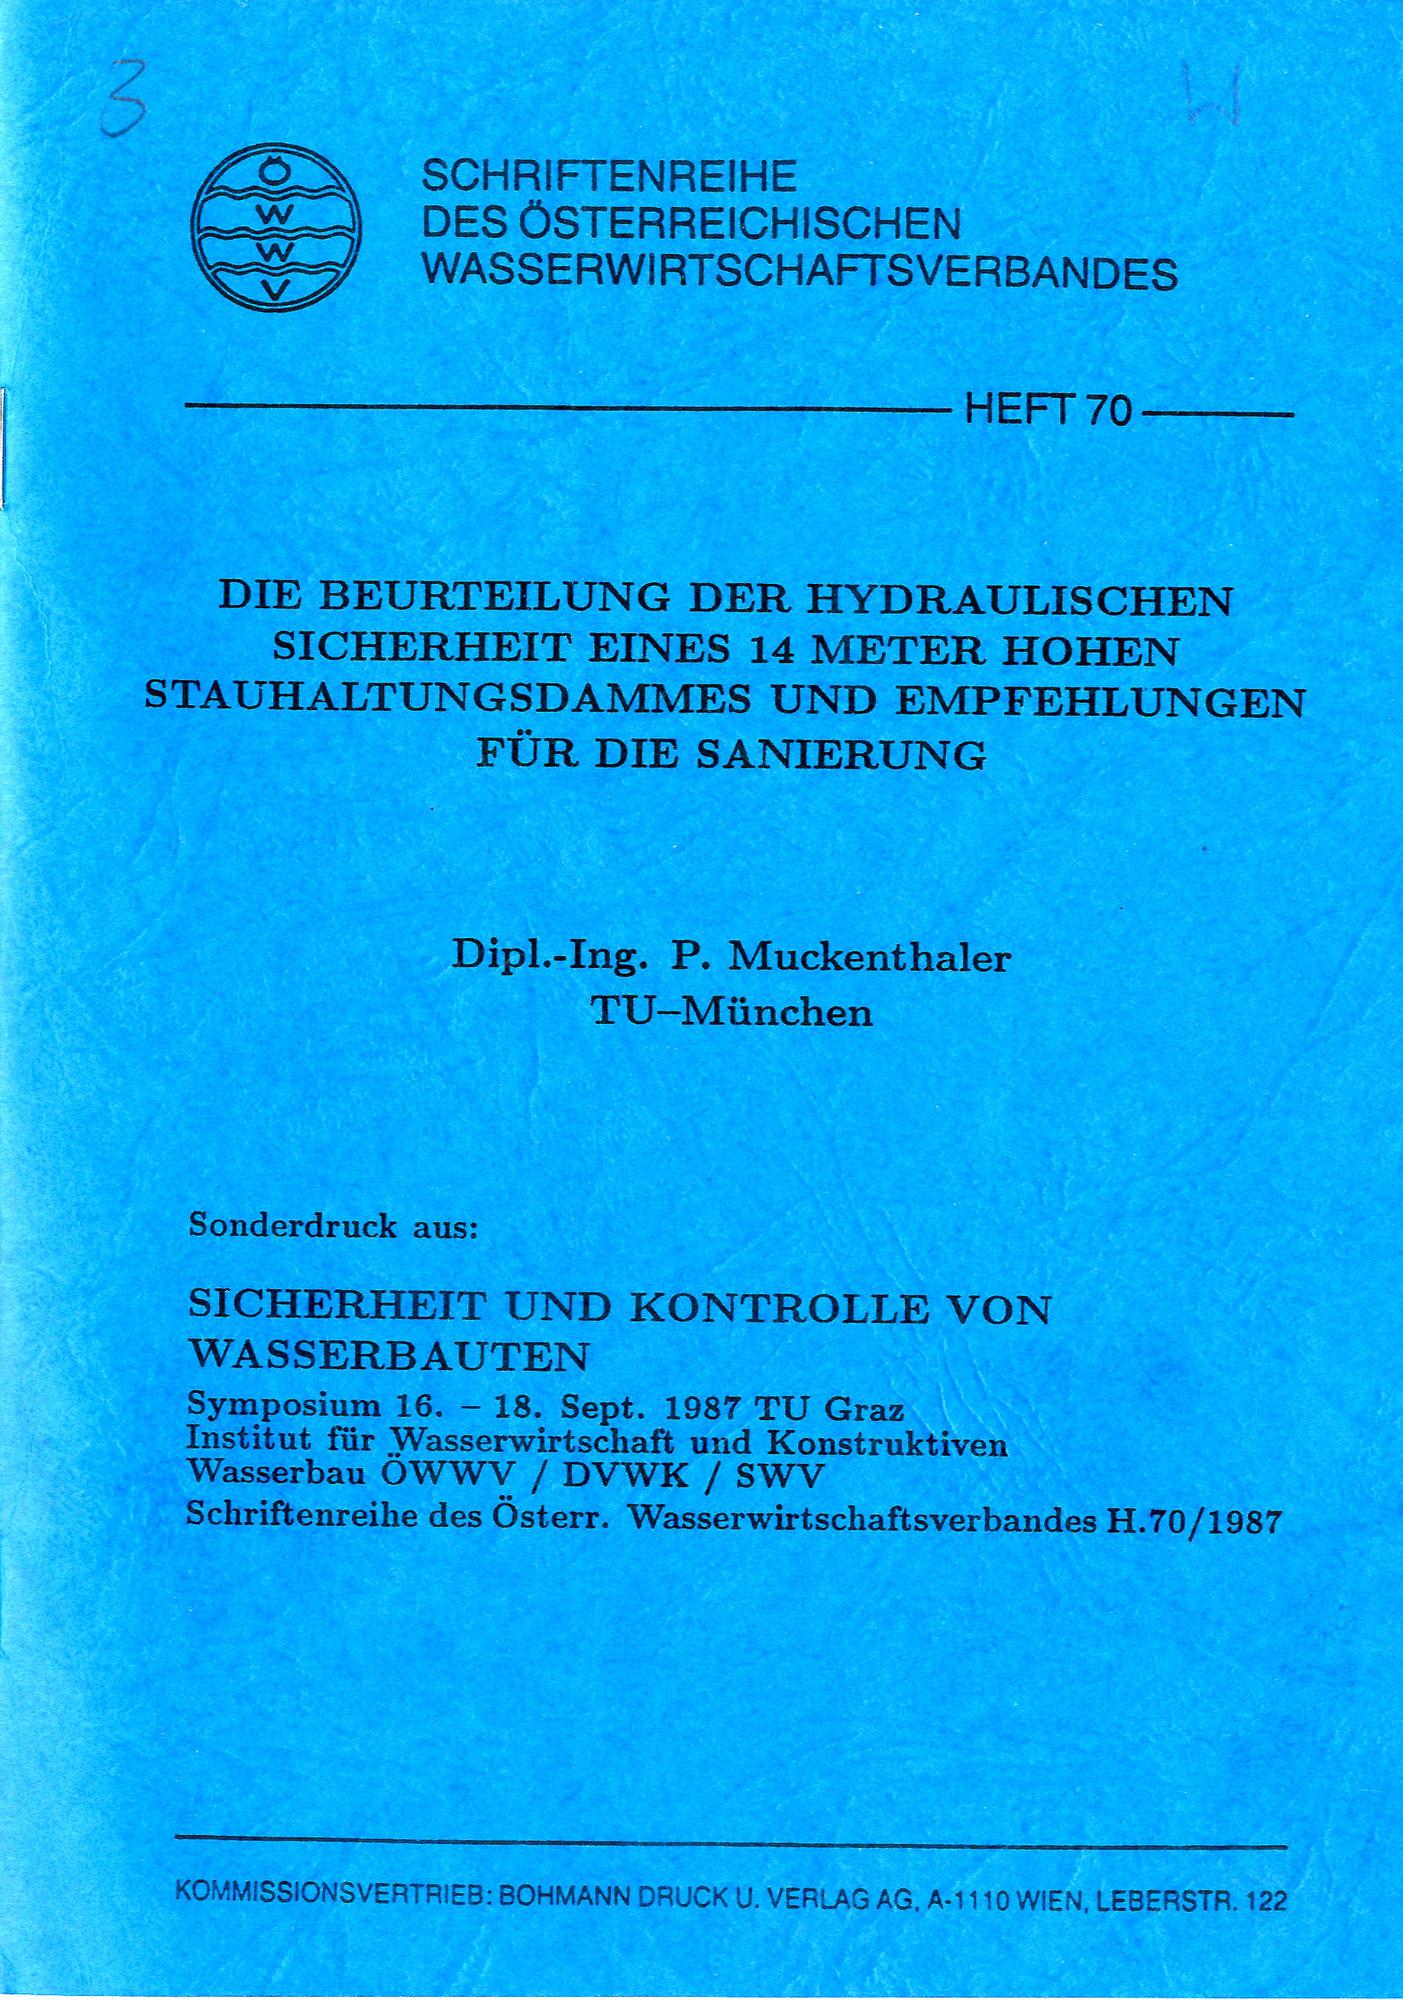 3
W
Ö
W
W
V
SCHRIFTENREIHE
DES ÖSTERREICHISCHEN
WASSERWIRTSCHAFTSVERBANDES
HEFT 70
DIE BEURTEILUNG DER HYDRAULISCHEN
SICHERHEIT EINES 14 METER HOHEN
STAUHALTUNGSDAMMES UND EMPFEHLUNGEN
FÜR DIE SANIERUNG
Dipl.-Ing. P. Muckenthaler
TU–München
Sonderdruck aus:
SICHERHEIT UND KONTROLLE VON
WASSERBAUTEN
Symposium 16. – 18. Sept. 1987 TU Graz
Institut für Wasserwirtschaft und Konstruktiven
Wasserbau ÖWWV / DVWK / SWV
Schriftenreihe des Österr. Wasserwirtschaftsverbandes H.70/1987
KOMMISSIONSVERTRIEB: BOHMANN DRUCK U. VERLAG AG, A-1110 WIEN, LEBERSTR. 122